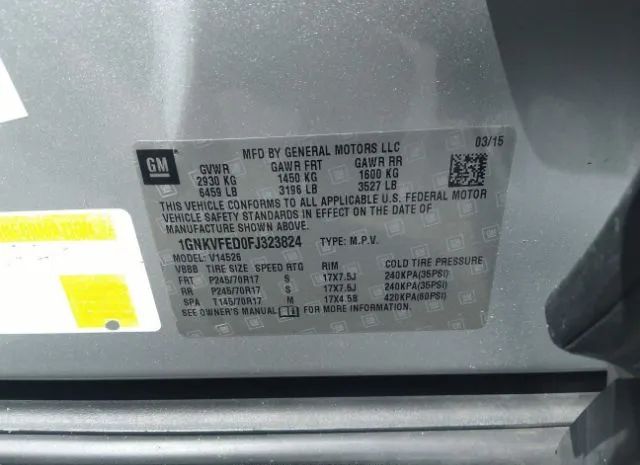 GM
MFD BY GENERAL MOTORS LLC
03/15
GVWR GAWR FRT GAWR RR
2930 KG 1450 KG 1600 KG
6459 LB 3196 LB 3527 LB
THIS VEHICLE CONFORMS TO ALL APPLICABLE U.S. FEDERAL MOTOR
VEHICLE SAFETY STANDARDS IN EFFECT ON THE DATE OF
MANUFACTURE SHOWN ABOVE.
1GNKVFED0FJ323824 TYPE: M.P.V.
MODEL: V14526
VBBB TIRE SIZE SPEED RTG RIM COLD TIRE PRESSURE
FRT P245/70R17 S 17X7.5J 240KPA(35PSI)
RR P245/70R17 S 17X7.5J 240KPA(35PSI)
SPA T145/70R17 M 17X4.5B 420KPA(60PSI)
SEE OWNER'S MANUAL FOR MORE INFORMATION.